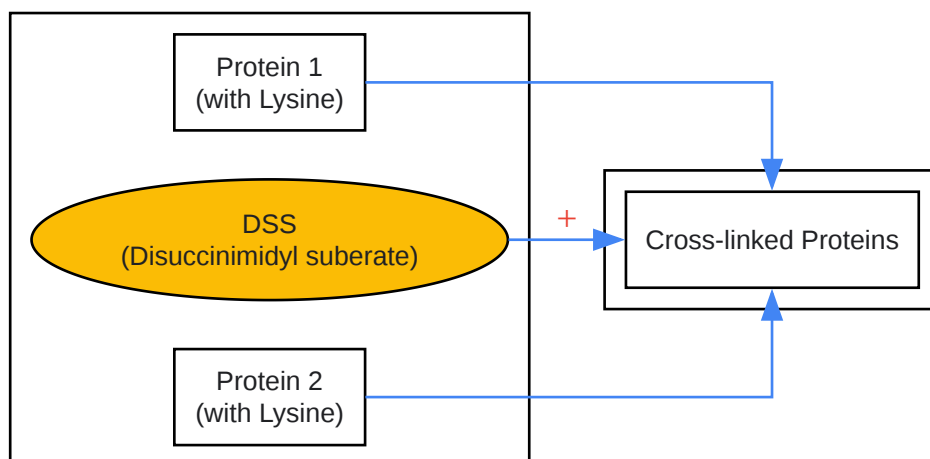 Protein 1
(with Lysine)
DSS
(Disuccinimidyl suberate)
+
Cross-linked Proteins
Protein 2
(with Lysine)